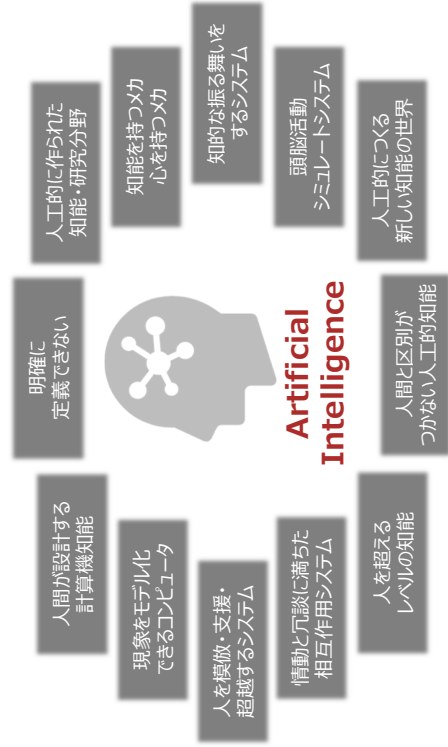 明確に
定義できない
人間が設計する
計算機知能
人工的に作られた
知能・研究分野
現象をモデル化
できるコンピュータ
知能を持つメカ
心を持つメカ
人を模倣・支援・
超越するシステム
知的な振る舞いを
するシステム
Artificial
Intelligence
情動と冗談に満ちた
相互作用システム
頭脳活動
シミュレートシステム
人を超える
レベルの知能
人工的につくる
新しい知能の世界
人間と区別が
つかない人工的知能